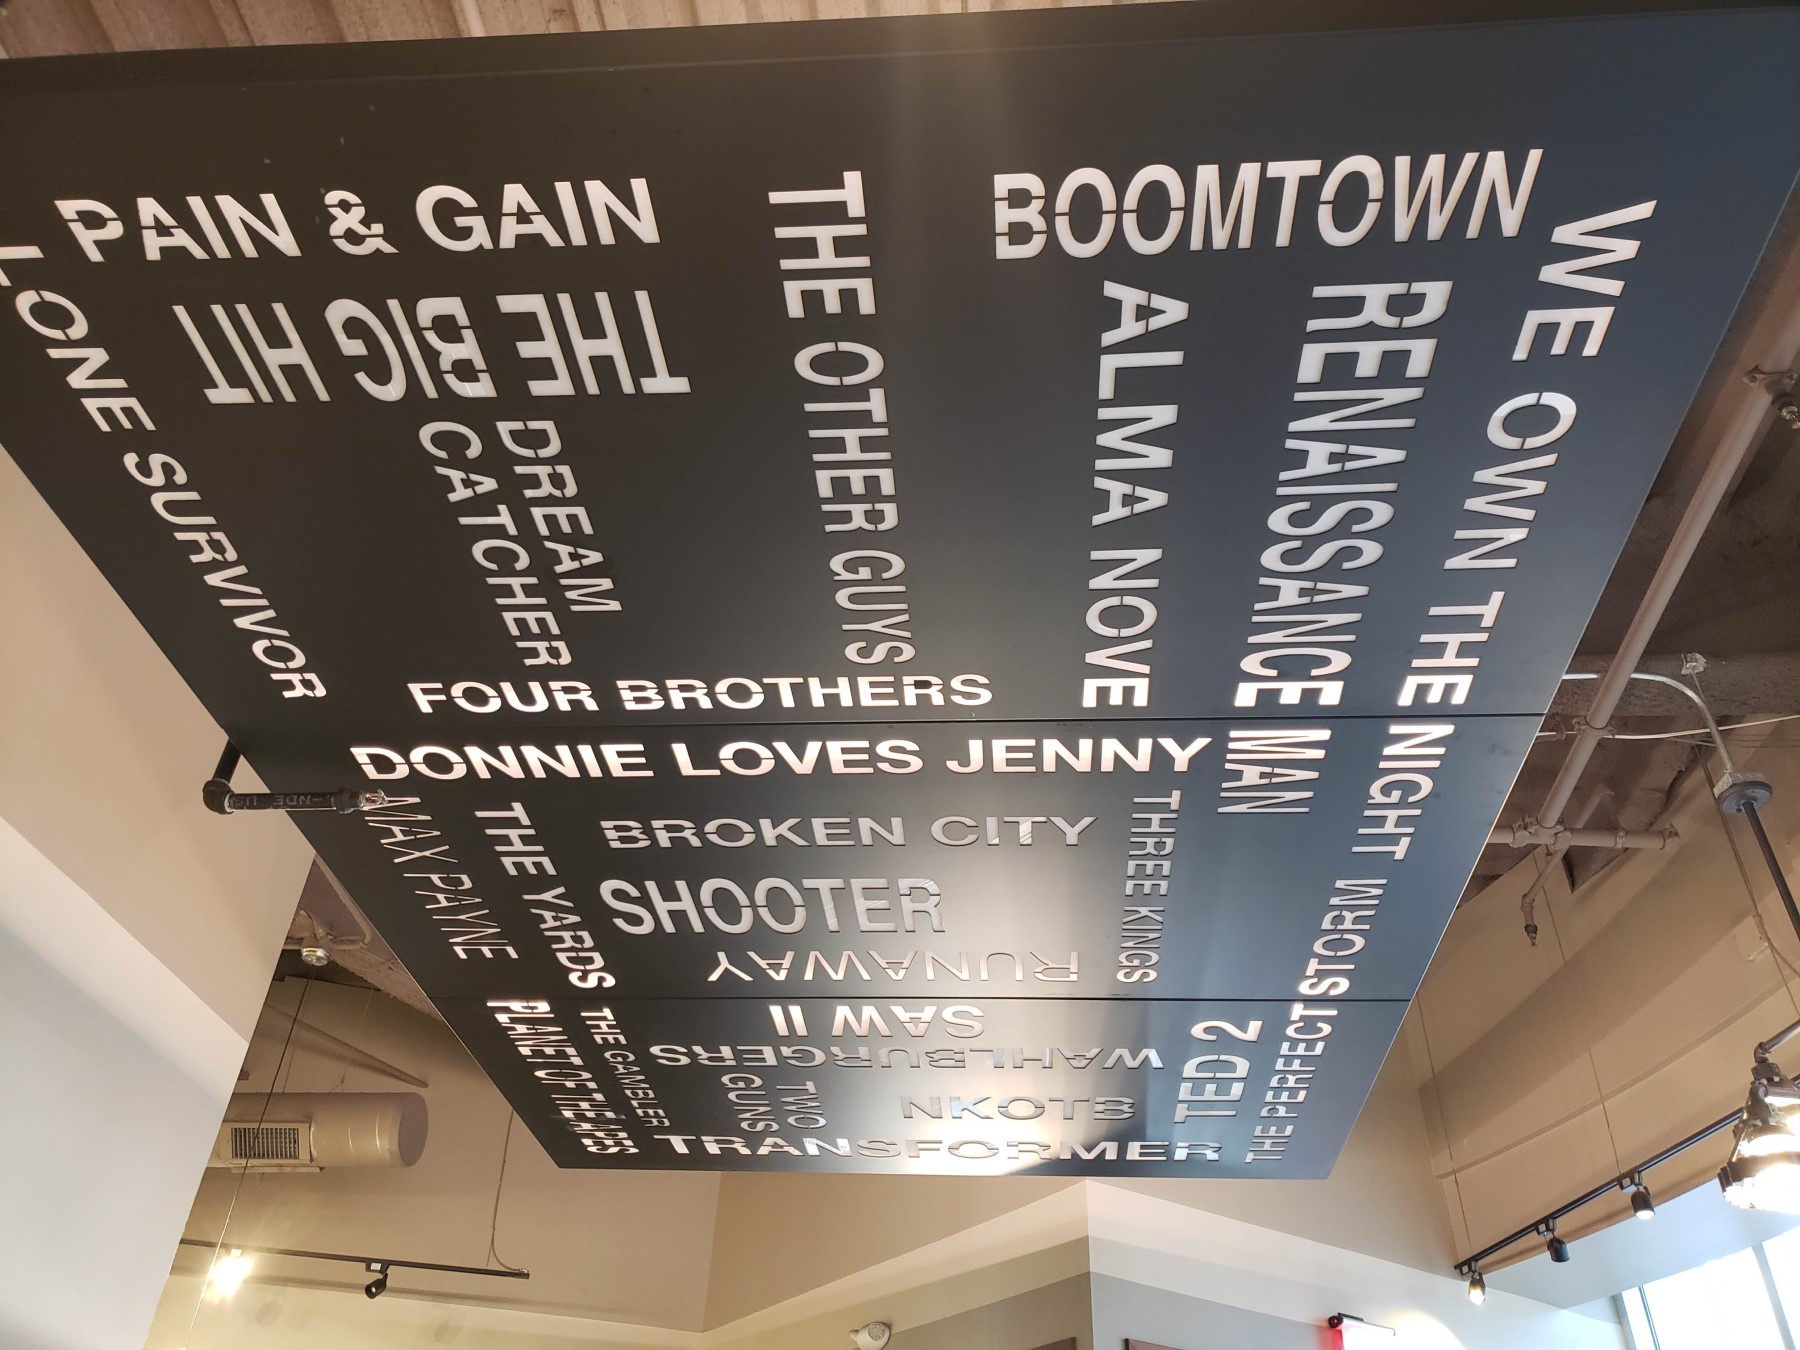 PAIN & GAIN
THE BIG HIT
LONE SURVIVOR
DREAM
CATCHER
THE OTHER GUYS
BOOMTOWN
ALMA NOVE
RENAISSANCE MAN
WE OWN THE NIGHT
FOUR BROTHERS
DONNIE LOVES JENNY
MAX PAYNE
THE YARDS
BROKEN CITY
SHOOTER
RUNAWAY
THREE KINGS
THE PERFECT STORM
SAW II
WAHLBURGERS
PLANET OF THE APES
THE GAMBLER
TWO
GUNS
NKOTB
TED 2
TRANSFORMER